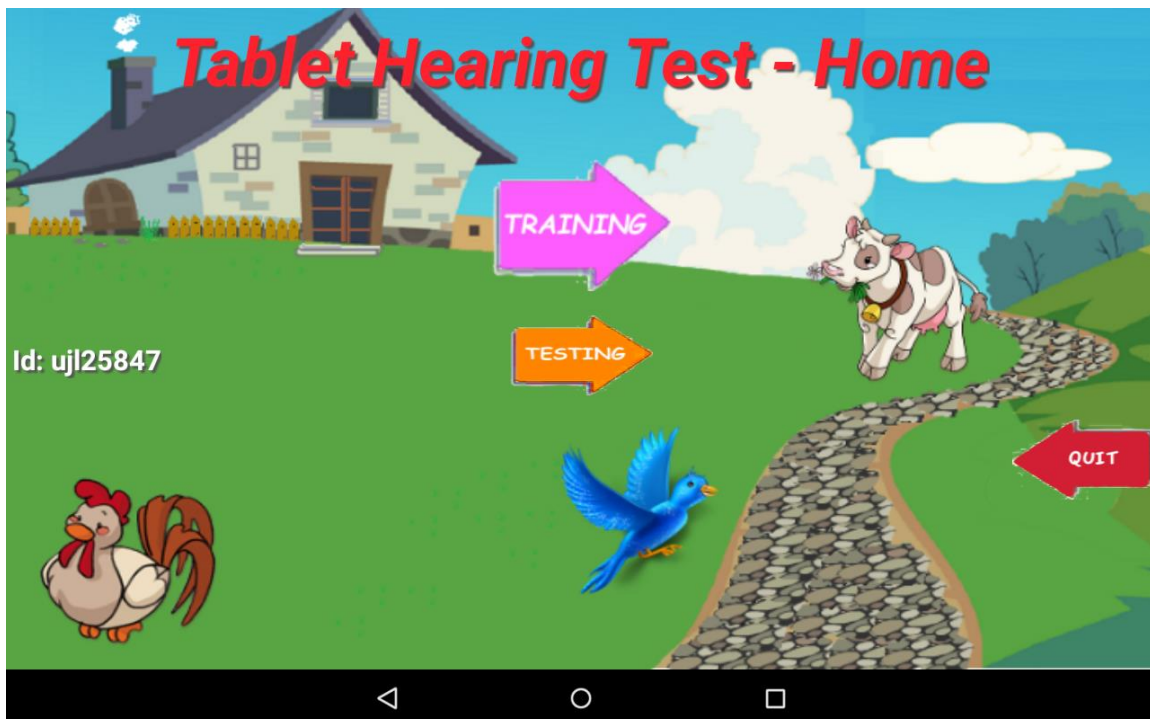 Tablet Hearing Test - Home
TRAINING
TESTING
Id: ujl25847
QUIT